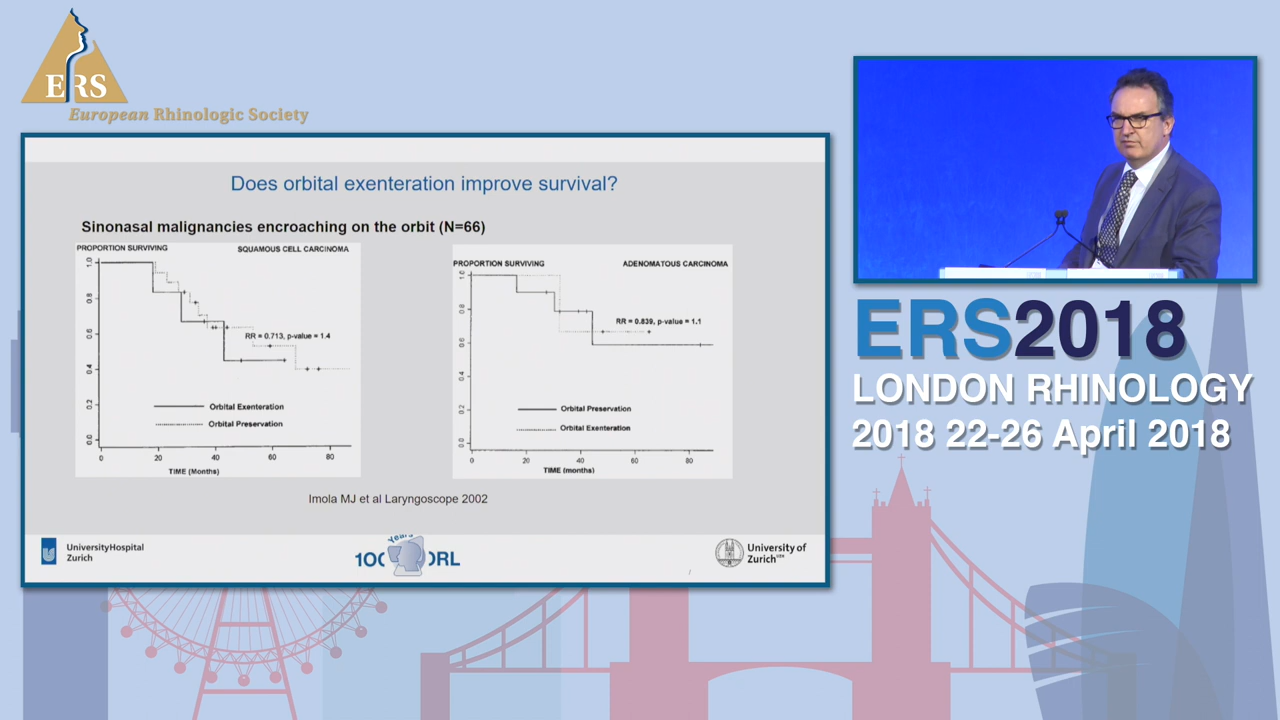 ERS
European Rhinologic Society
Does orbital exenteration improve survival?
Sinonasal malignancies encroaching on the orbit (N=66)
PROPORTION SURVIVING
SQUAMOUS CELL CARCINOMA
1.0
0.8
0.6
0.4
0.2
0.0
RR = 0.713, p-value = 1.4
Orbital Exenteration
Orbital Preservation
0 20 40 60 80
TIME (Months)
PROPORTION SURVIVING
ADENOMATOUS CARCINOMA
1.0
0.8
0.6
0.4
0.2
0.0
RR = 0.839, p-value = 1.1
Orbital Preservation
Orbital Exenteration
0 20 40 60 80
TIME (months)
Imola MJ et al Laryngoscope 2002
UniversityHospital
Zurich
Years
100 ORL
University of
Zurich
ERS2018
LONDON RHINOLOGY
2018 22-26 April 2018